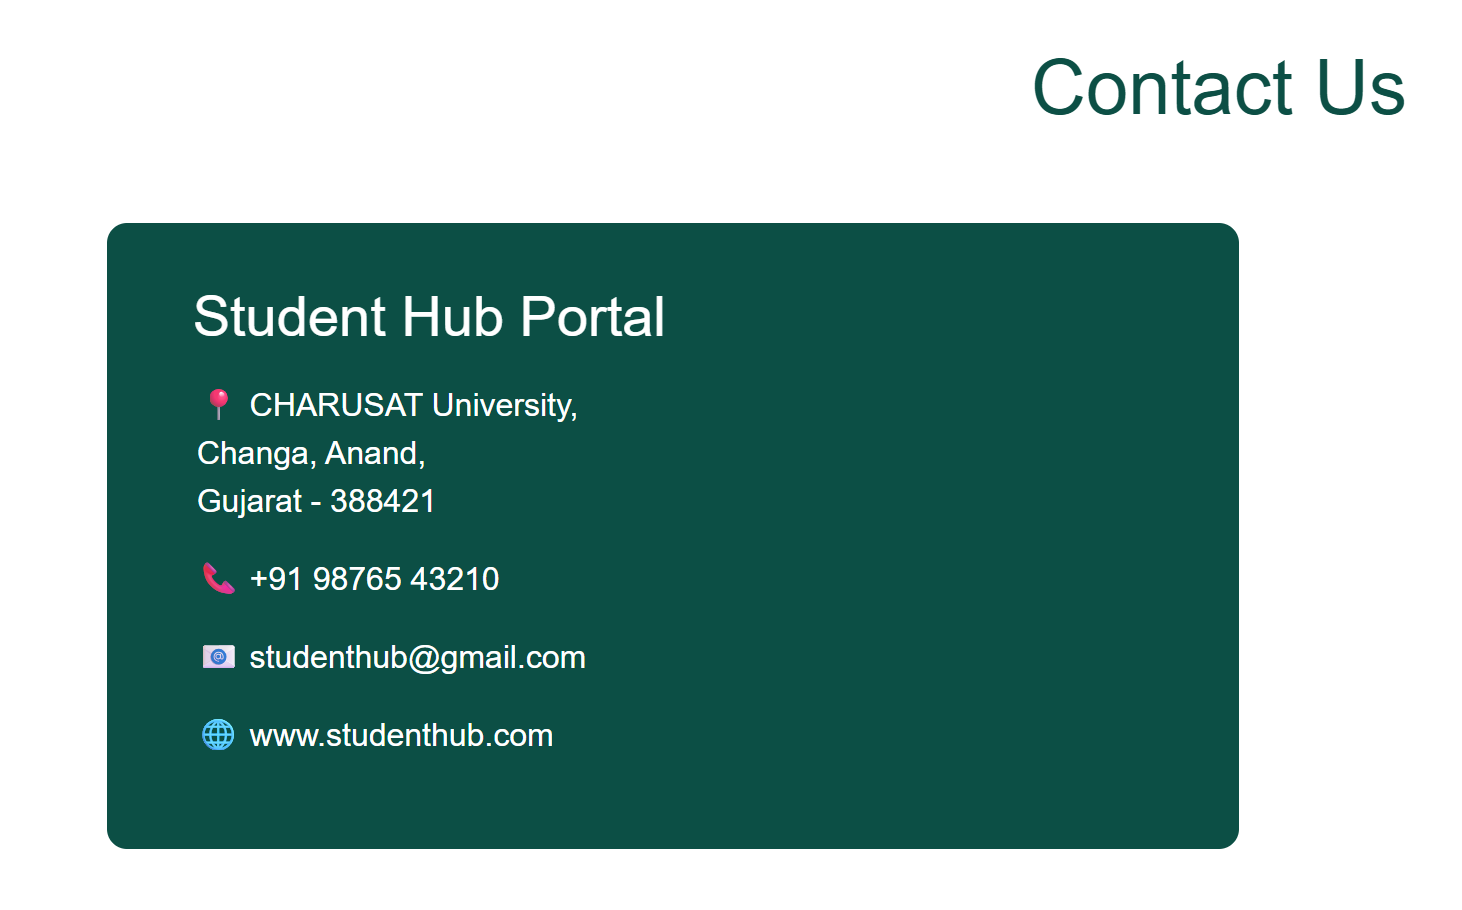 Contact Us
Student Hub Portal
📍 CHARUSAT University,
Changa, Anand,
Gujarat - 388421
📞 +91 98765 43210
📧 studenthub@gmail.com
🌐 www.studenthub.com